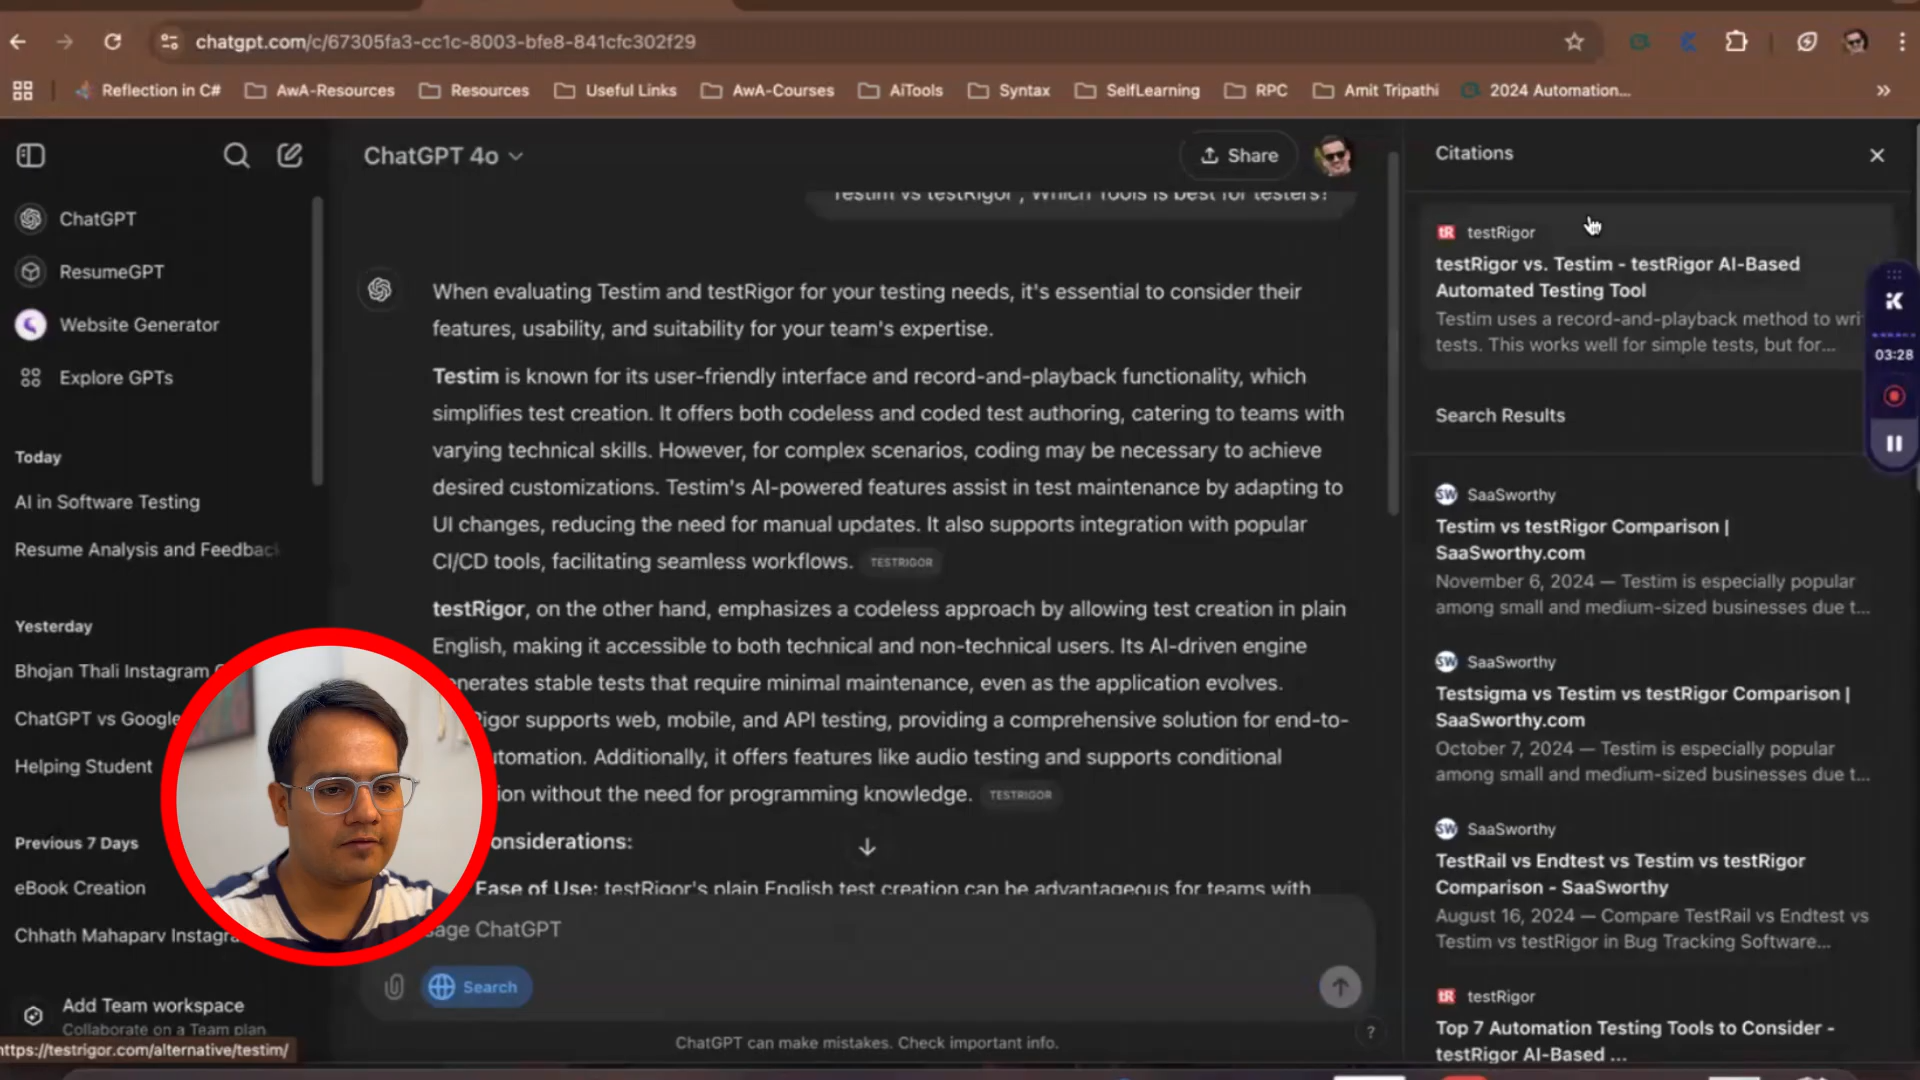 chatgpt.com/c/67305fa3-cc1c-8003-bfe8-841cfc302f29
Reflection in C#
AwA-Resources
Resources
Useful Links
AwA-Courses
AiTools
Syntax
SelfLearning
RPC
Amit Tripathi
2024 Automation...
ChatGPT
ResumeGPT
Website Generator
Explore GPTs
Today
AI in Software Testing
Resume Analysis and Feedbac
Yesterday
Bhojan Thali Instagram
ChatGPT vs Google
Helping Student
Previous 7 Days
eBook Creation
Chhath Mahaparv Instagra
Add Team workspace
Collaborate on a Team plan
https://testrigor.com/alternative/testim/
ChatGPT 4o
Share
Testim vs testRigor , Which Tools is best for testers?
When evaluating Testim and testRigor for your testing needs, it's essential to consider their
features, usability, and suitability for your team's expertise.
Testim is known for its user-friendly interface and record-and-playback functionality, which
simplifies test creation. It offers both codeless and coded test authoring, catering to teams with
varying technical skills. However, for complex scenarios, coding may be necessary to achieve
desired customizations. Testim's AI-powered features assist in test maintenance by adapting to
UI changes, reducing the need for manual updates. It also supports integration with popular
CI/CD tools, facilitating seamless workflows. TESTRIGOR
testRigor, on the other hand, emphasizes a codeless approach by allowing test creation in plain
English, making it accessible to both technical and non-technical users. Its AI-driven engine
enerates stable tests that require minimal maintenance, even as the application evolves.
Rigor supports web, mobile, and API testing, providing a comprehensive solution for end-to-
utomation. Additionally, it offers features like audio testing and supports conditional
ion without the need for programming knowledge. TESTRIGOR
onsiderations:
Ease of Use: testRigor's plain English test creation can be advantageous for teams with
sage ChatGPT
Search
ChatGPT can make mistakes. Check important info.
?
Citations
tR testRigor
testRigor vs. Testim - testRigor AI-Based
Automated Testing Tool
Testim uses a record-and-playback method to wri
tests. This works well for simple tests, but for...
Search Results
SW SaaSworthy
Testim vs testRigor Comparison |
SaaSworthy.com
November 6, 2024 — Testim is especially popular
among small and medium-sized businesses due t...
SW SaaSworthy
Testsigma vs Testim vs testRigor Comparison |
SaaSworthy.com
October 7, 2024 — Testim is especially popular
among small and medium-sized businesses due t...
SW SaaSworthy
TestRail vs Endtest vs Testim vs testRigor
Comparison - SaaSworthy
August 16, 2024 — Compare TestRail vs Endtest vs
Testim vs testRigor in Bug Tracking Software...
tR testRigor
Top 7 Automation Testing Tools to Consider -
testRigor AI-Based ...
03:28